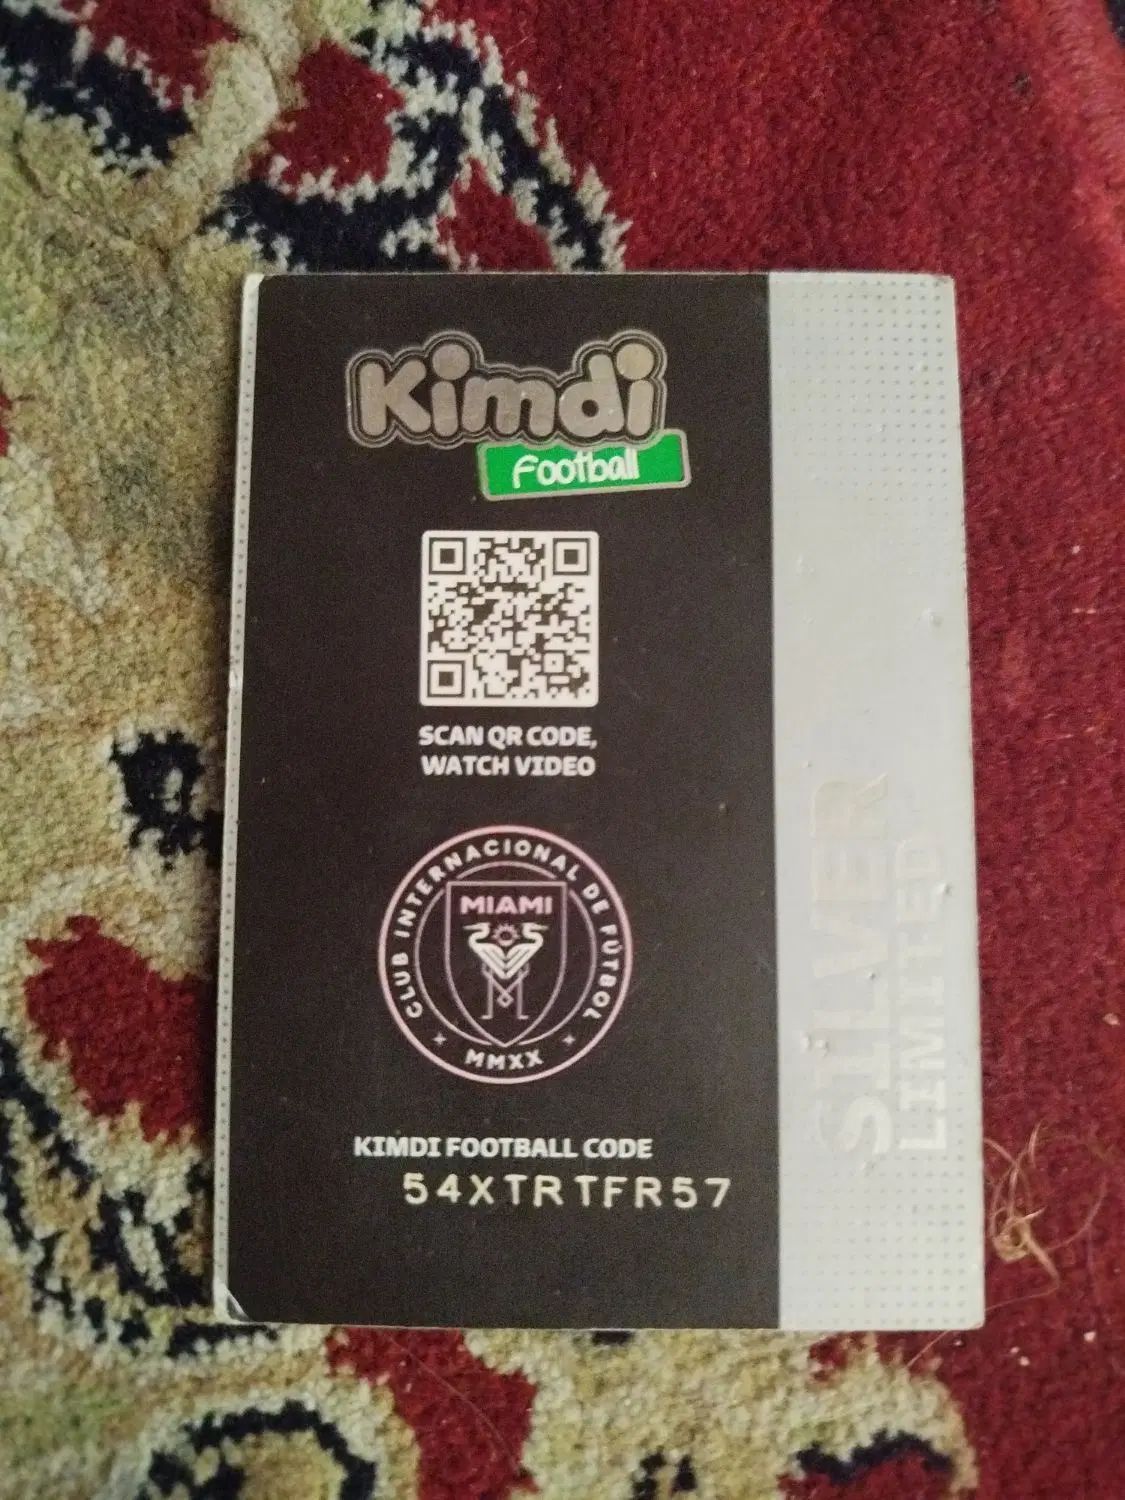 Kimdi
Football
SCAN QR CODE,
WATCH VIDEO
CLUB INTERNACIONAL DE FÚTBOL
MIAMI
MMXX
KIMDI FOOTBALL CODE
54XTRTFR57
SILVER
LIMITED